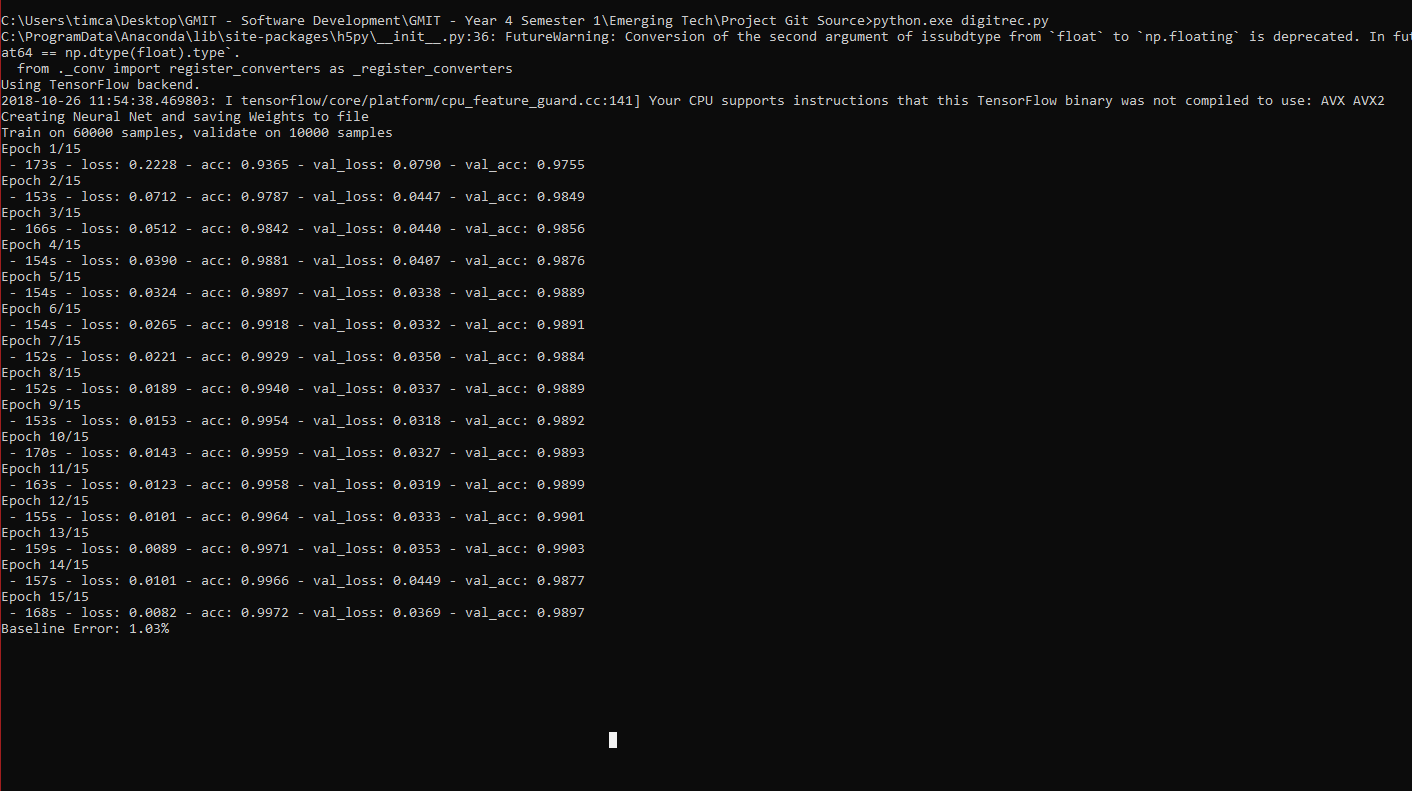 C:\Users\timca\Desktop\GMIT - Software Development\GMIT - Year 4 Semester 1\Emerging Tech\Project Git Source>python.exe digitrec.py
C:\ProgramData\Anaconda\lib\site-packages\h5py\__init__.py:36: FutureWarning: Conversion of the second argument of issubdtype from `float` to `np.floating` is deprecated. In fut
at64 == np.dtype(float).type`.
  from ._conv import register_converters as _register_converters
Using TensorFlow backend.
2018-10-26 11:54:38.469803: I tensorflow/core/platform/cpu_feature_guard.cc:141] Your CPU supports instructions that this TensorFlow binary was not compiled to use: AVX AVX2
Creating Neural Net and saving Weights to file
Train on 60000 samples, validate on 10000 samples
Epoch 1/15
 - 173s - loss: 0.2228 - acc: 0.9365 - val_loss: 0.0790 - val_acc: 0.9755
Epoch 2/15
 - 153s - loss: 0.0712 - acc: 0.9787 - val_loss: 0.0447 - val_acc: 0.9849
Epoch 3/15
 - 166s - loss: 0.0512 - acc: 0.9842 - val_loss: 0.0440 - val_acc: 0.9856
Epoch 4/15
 - 154s - loss: 0.0390 - acc: 0.9881 - val_loss: 0.0407 - val_acc: 0.9876
Epoch 5/15
 - 154s - loss: 0.0324 - acc: 0.9897 - val_loss: 0.0338 - val_acc: 0.9889
Epoch 6/15
 - 154s - loss: 0.0265 - acc: 0.9918 - val_loss: 0.0332 - val_acc: 0.9891
Epoch 7/15
 - 152s - loss: 0.0221 - acc: 0.9929 - val_loss: 0.0350 - val_acc: 0.9884
Epoch 8/15
 - 152s - loss: 0.0189 - acc: 0.9940 - val_loss: 0.0337 - val_acc: 0.9889
Epoch 9/15
 - 153s - loss: 0.0153 - acc: 0.9954 - val_loss: 0.0318 - val_acc: 0.9892
Epoch 10/15
 - 170s - loss: 0.0143 - acc: 0.9959 - val_loss: 0.0327 - val_acc: 0.9893
Epoch 11/15
 - 163s - loss: 0.0123 - acc: 0.9958 - val_loss: 0.0319 - val_acc: 0.9899
Epoch 12/15
 - 155s - loss: 0.0101 - acc: 0.9964 - val_loss: 0.0333 - val_acc: 0.9901
Epoch 13/15
 - 159s - loss: 0.0089 - acc: 0.9971 - val_loss: 0.0353 - val_acc: 0.9903
Epoch 14/15
 - 157s - loss: 0.0101 - acc: 0.9966 - val_loss: 0.0449 - val_acc: 0.9877
Epoch 15/15
 - 168s - loss: 0.0082 - acc: 0.9972 - val_loss: 0.0369 - val_acc: 0.9897
Baseline Error: 1.03%